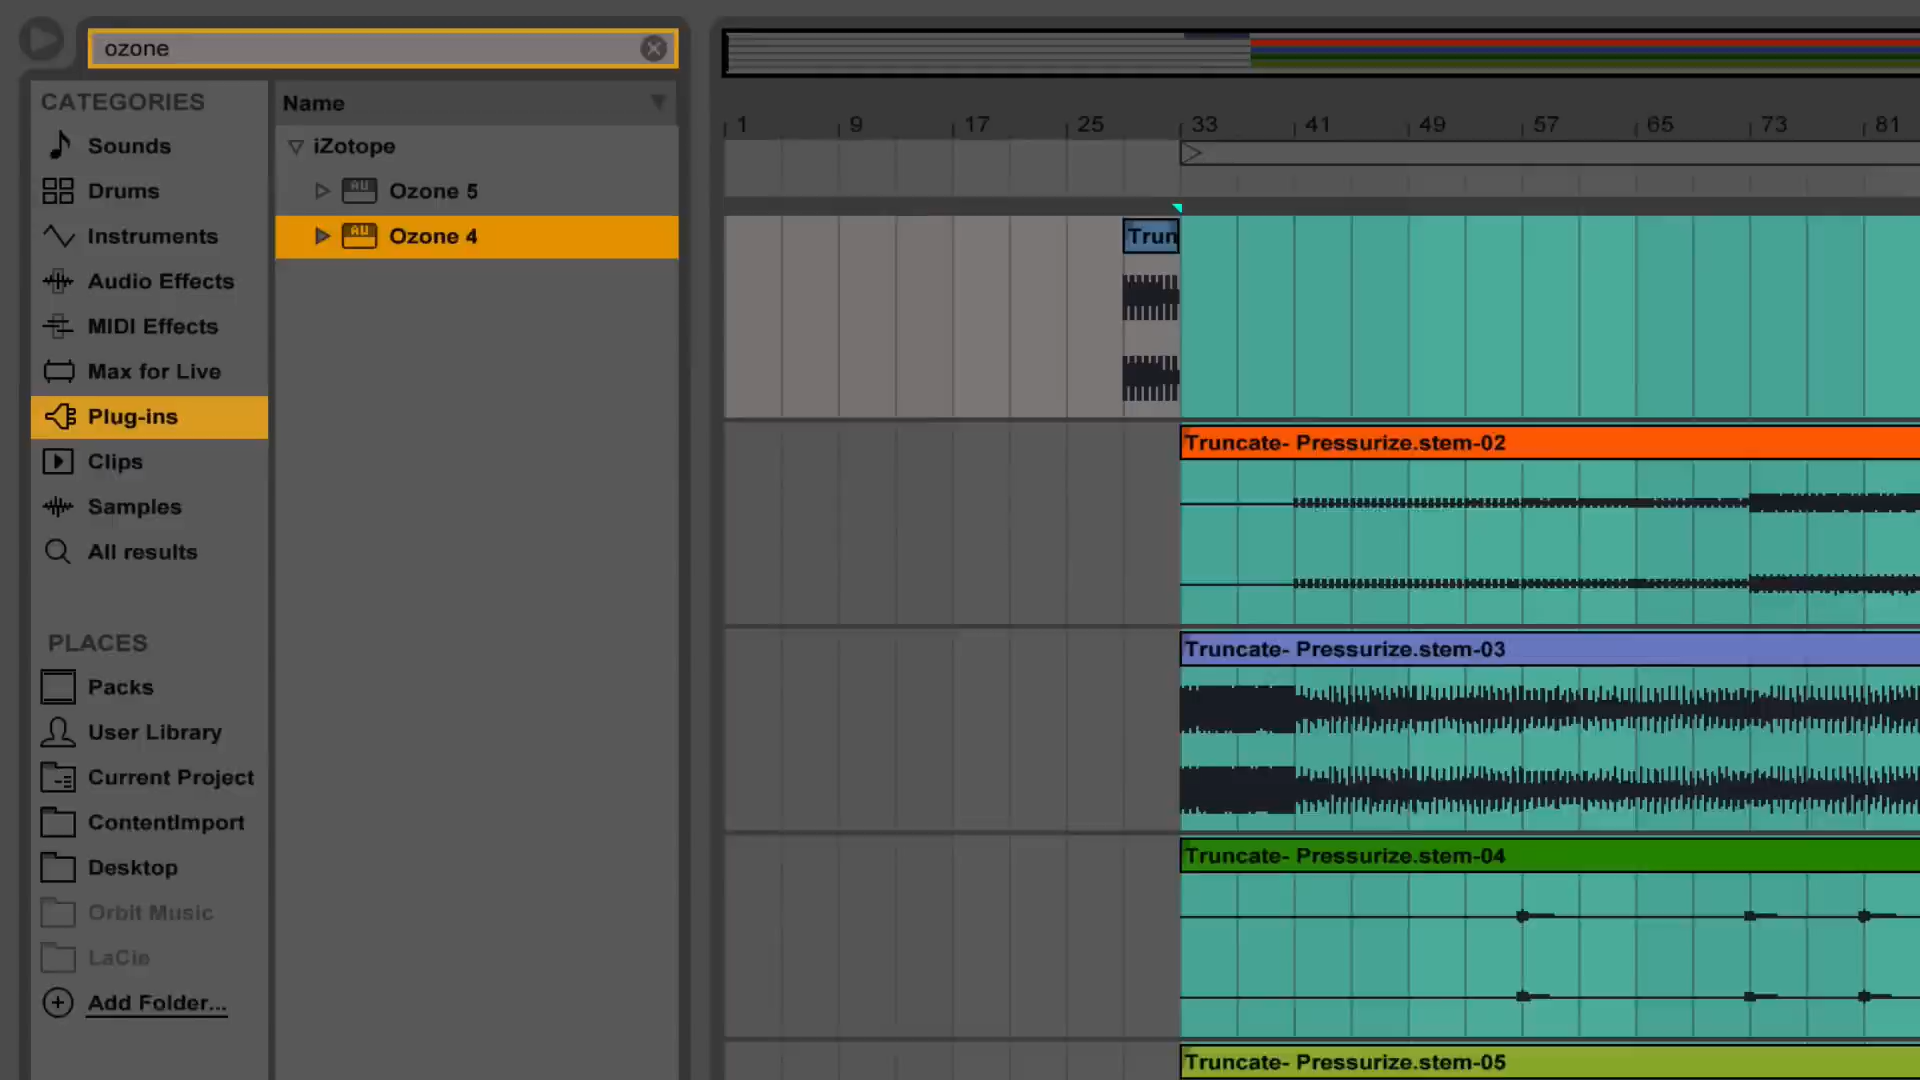 ozone
CATEGORIES
Sounds
Drums
Instruments
Audio Effects
MIDI Effects
Max for Live
Plug-ins
Clips
Samples
All results
PLACES
Packs
User Library
Current Project
ContentImport
Desktop
Orbit Music
LaCie
Add Folder...
Name
iZotope
AU Ozone 5
AU Ozone 4
1 9 17 25 33 41 49 57 65 73 81
Trun
Truncate- Pressurize.stem-02
Truncate- Pressurize.stem-03
Truncate- Pressurize.stem-04
Truncate- Pressurize.stem-05